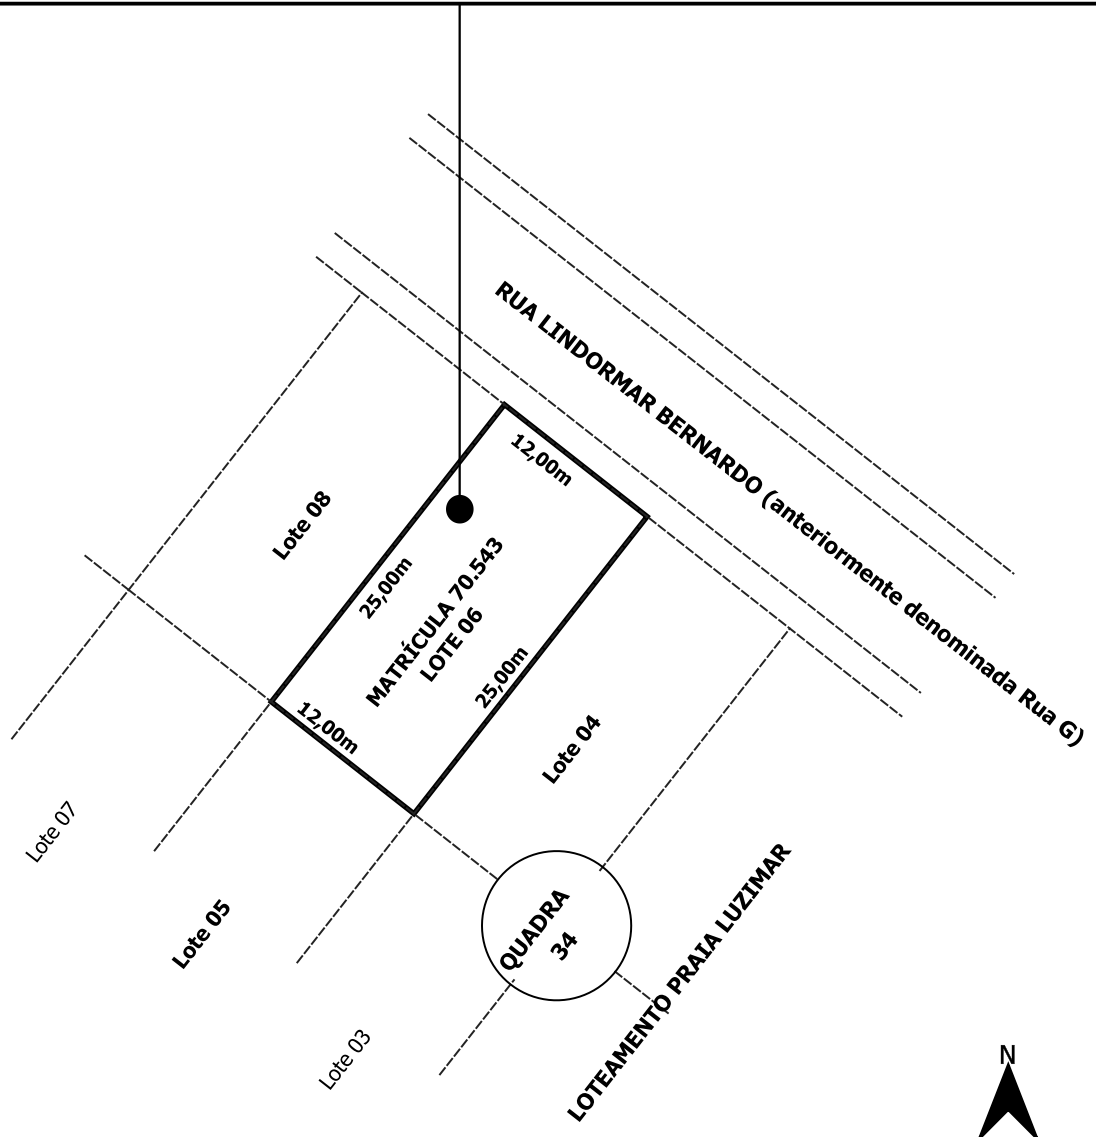 RUA LINDORMAR BERNARDO (anteriormente denominada Rua G)
12,00m
Lote 08
25,00m
MATRÍCULA 70.543
LOTE 06
25,00m
12,00m
Lote 04
Lote 07
Lote 05
QUADRA
34
LOTEAMENTO PRAIA LUZIMAR
Lote 03
N